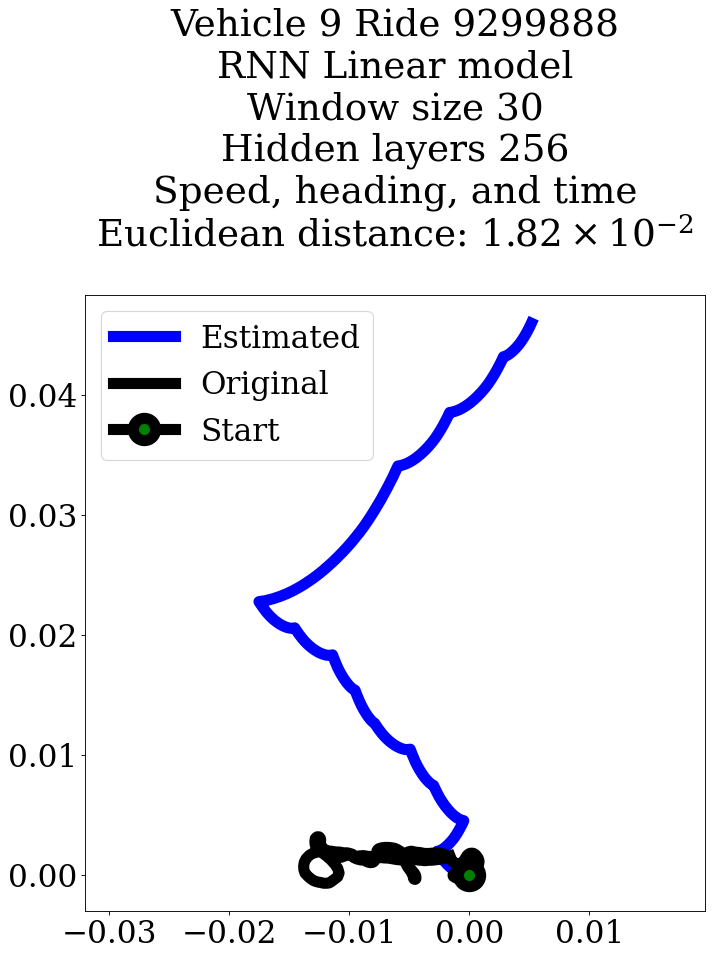 Vehicle 9 Ride 9299888
RNN Linear model
Window size 30
Hidden layers 256
Speed, heading, and time
Euclidean distance: 1.82 × 10⁻²
Estimated
Original
Start
0.04
0.03
0.02
0.01
0.00
−0.03 −0.02 −0.01 0.00 0.01